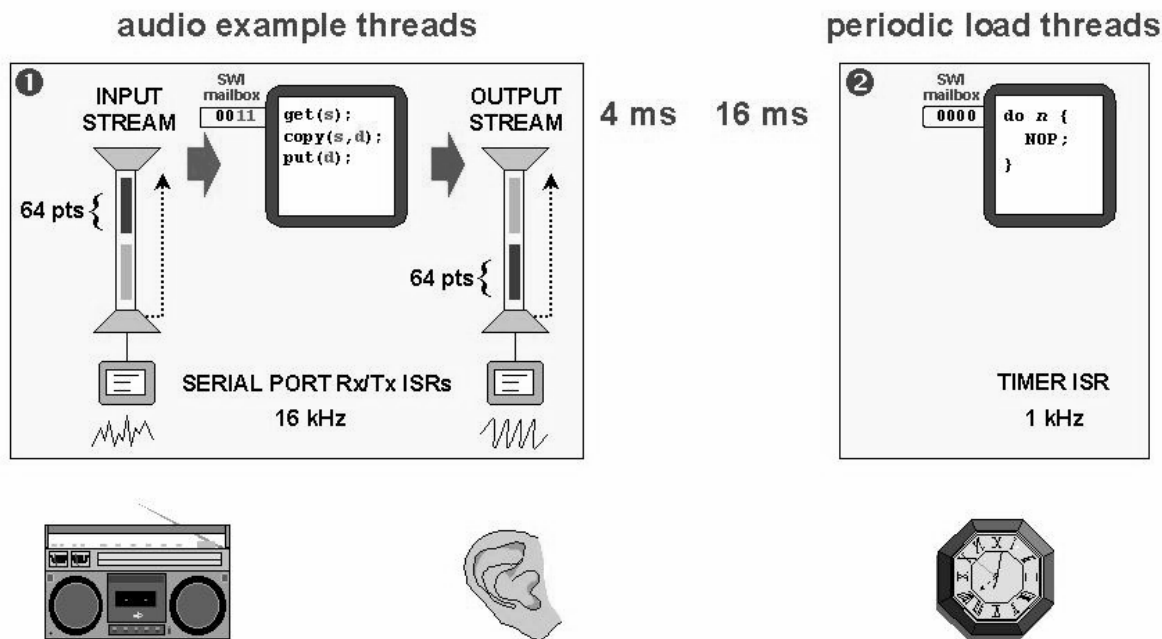 audio example threads
periodic load threads
❶
INPUT
STREAM
SWI
mailbox
0011
get(s);
copy(s,d);
put(d);
OUTPUT
STREAM
64 pts {
64 pts {
SERIAL PORT Rx/Tx ISRs
16 kHz
4 ms
16 ms
❷
SWI
mailbox
0000
do n {
NOP;
}
TIMER ISR
1 kHz